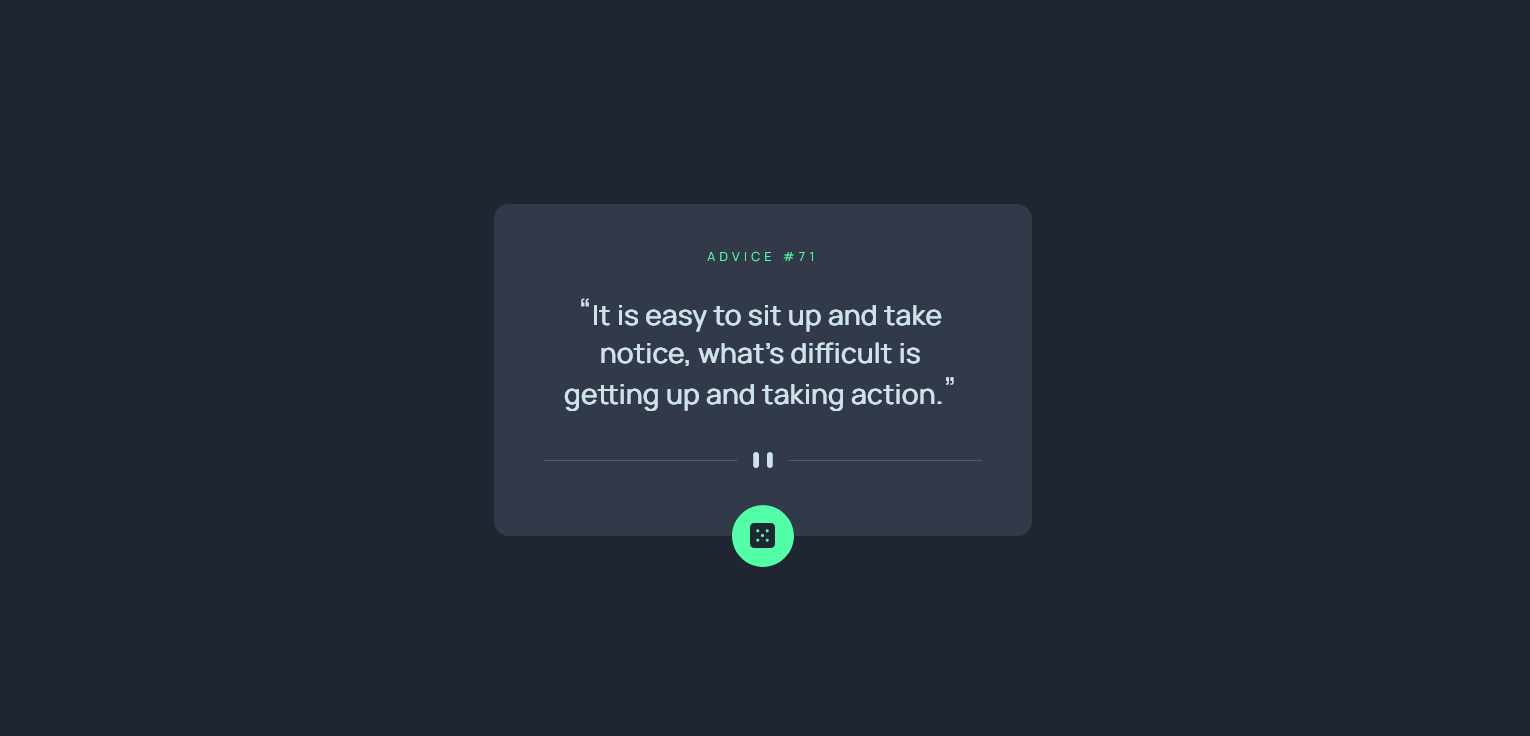 ADVICE #71
“It is easy to sit up and take
notice, what's difficult is
getting up and taking action.”